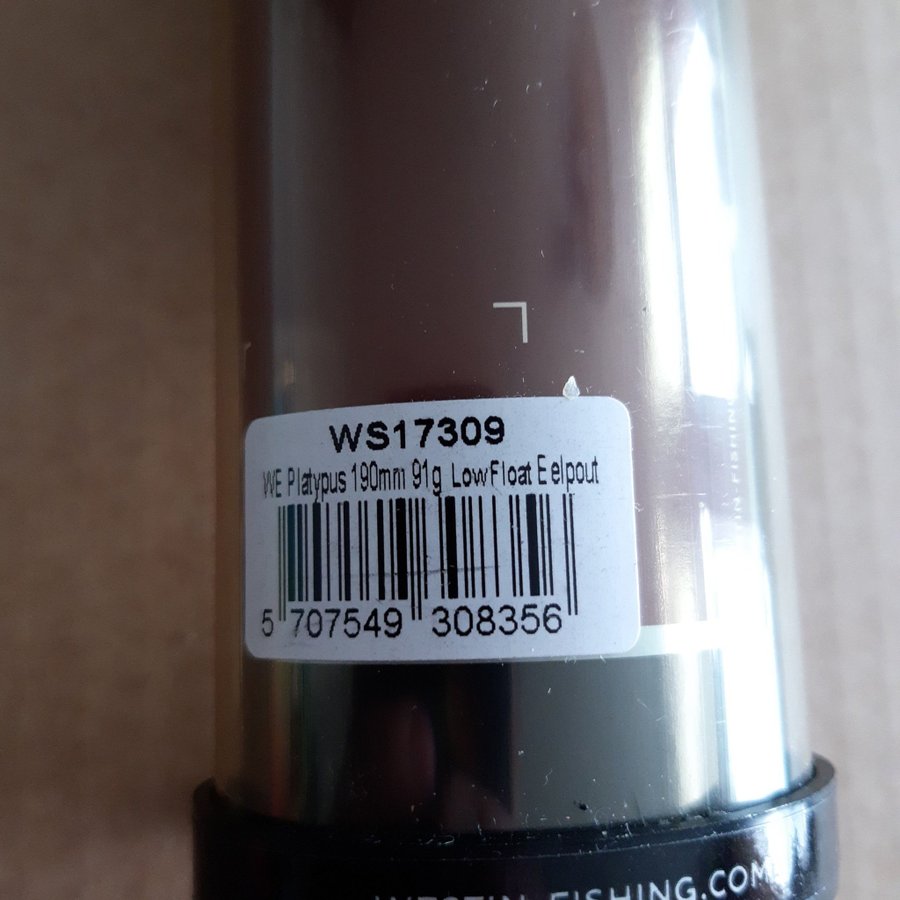 WS17309
WE Platypus 190mm 91g LowFloat Eelpout
5 707549 308356
WESTIN-FISHING.COM